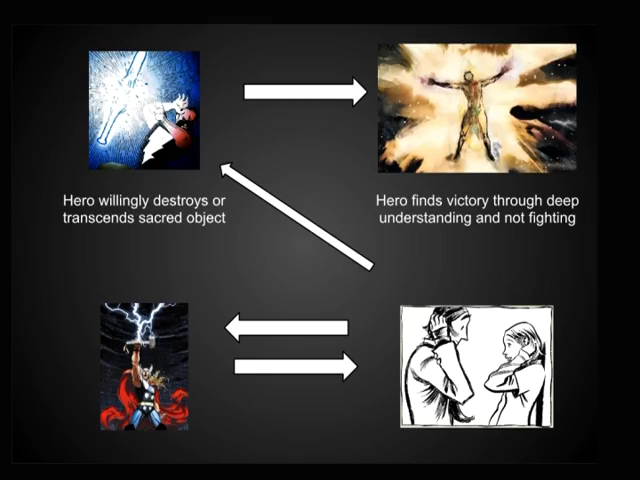 Hero willingly destroys or
transcends sacred object
Hero finds victory through deep
understanding and not fighting